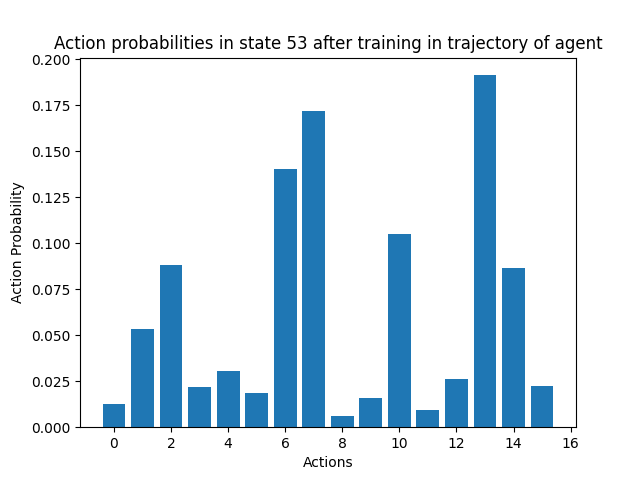 Action probabilities in state 53 after training in trajectory of agent
0.200
0.175
0.150
0.125
0.100
0.075
0.050
0.025
0.000
Action Probability
0 2 4 6 8 10 12 14 16
Actions